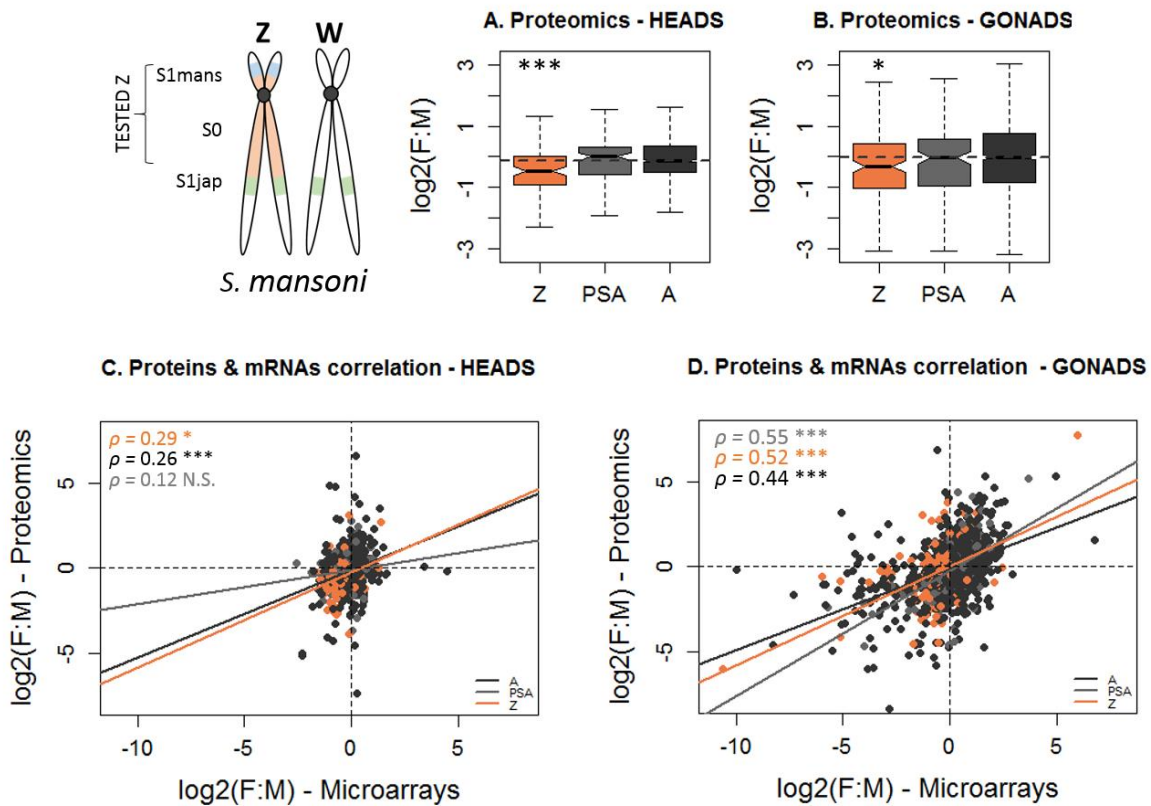 Z W
TESTED Z
S1mans
S0
S1jap
S. mansoni
A. Proteomics - HEADS
log2(F:M)
3
1
-1
-3
***
Z PSA A
B. Proteomics - GONADS
log2(F:M)
3
1
-1
-3
*
Z PSA A
C. Proteins & mRNAs correlation - HEADS
log2(F:M) - Proteomics
ρ = 0.29 *
ρ = 0.26 ***
ρ = 0.12 N.S.
5
0
-5
A
PSA
Z
-10 -5 0 5
log2(F:M) - Microarrays
D. Proteins & mRNAs correlation - GONADS
log2(F:M) - Proteomics
ρ = 0.55 ***
ρ = 0.52 ***
ρ = 0.44 ***
5
0
-5
A
PSA
Z
-10 -5 0 5
log2(F:M) - Microarrays